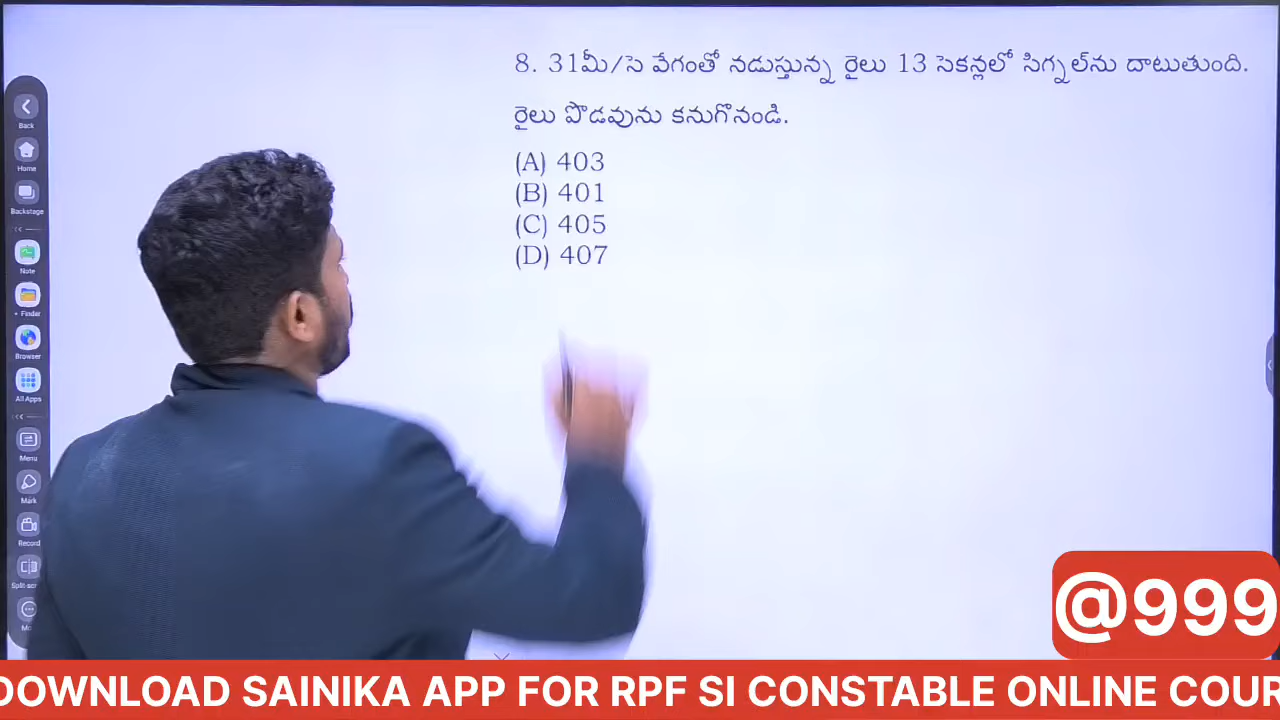 8. 31మీ/సె వేగంతో నడుస్తున్న రైలు 13 సెకన్లలో సిగ్నల్‌ను దాటుతుంది.
రైలు పొడవును కనుగొనండి.
(A) 403
(B) 401
(C) 405
(D) 407
Back
Home
Backstage
Note
Finder
Browser
All Apps
Menu
Mark
Record
@999
DOWNLOAD SAINIKA APP FOR RPF SI CONSTABLE ONLINE COUR